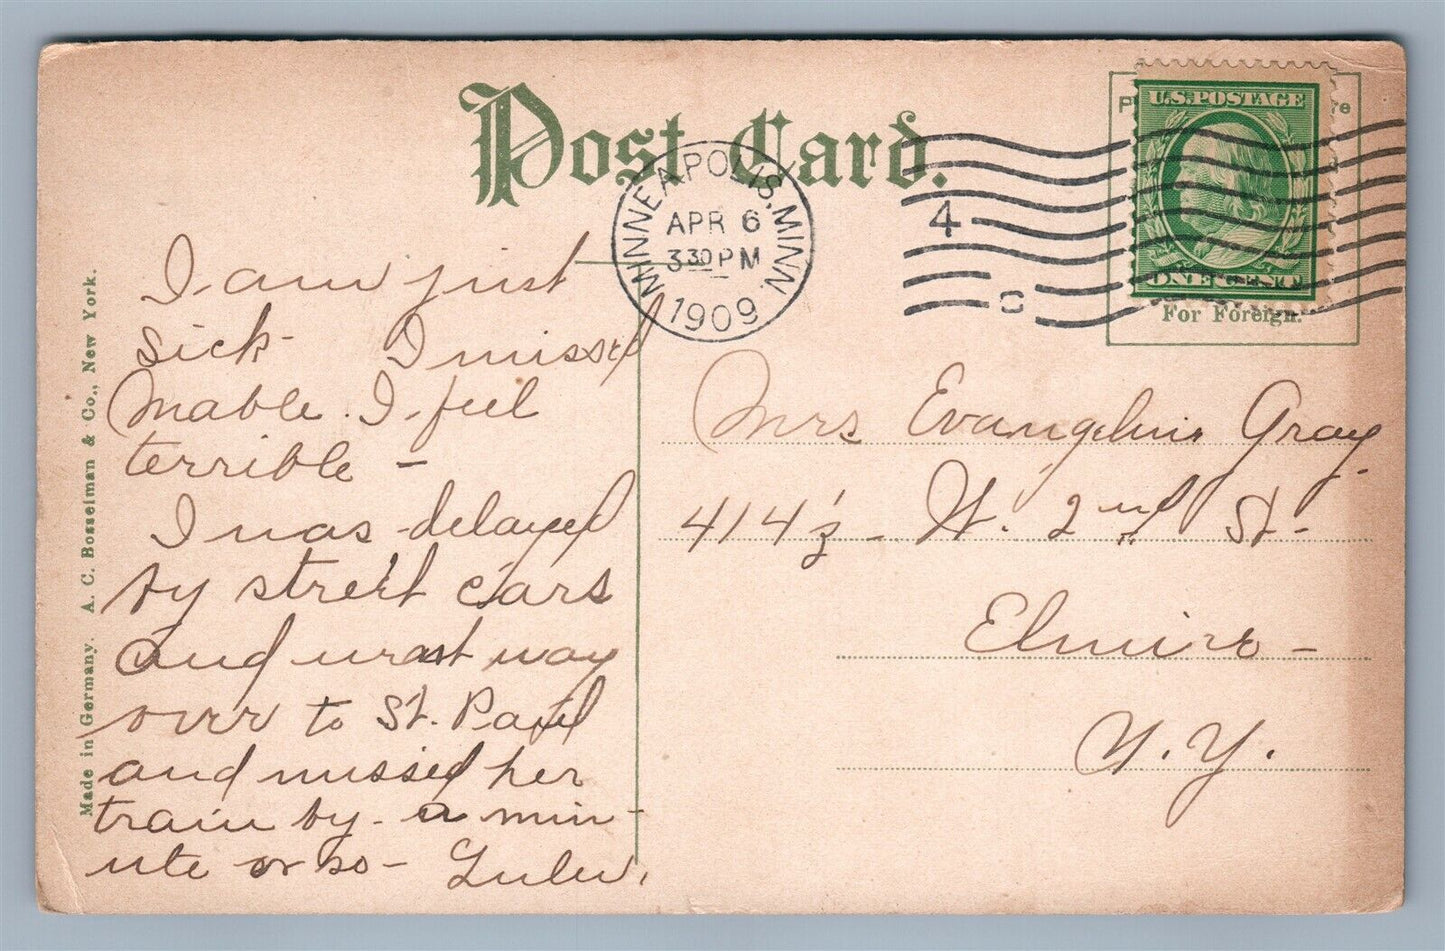 Post Card.
MINNEAPOLIS, MINN.
APR 6
3 30 PM
1909
4
C
U.S. POSTAGE
ONE CENT
For Foreign.
I am just
sick - I missed
Mable. I feel
terrible -
I was delayed
by street cars
and went way
over to St. Paul
and missed her
train by a min-
ute or so - Lulu.
Mrs Evangeline Gray
414½ - W. 2nd St -
Elmira -
N.Y.
Made in Germany. A. C. Bosselman & Co., New York.